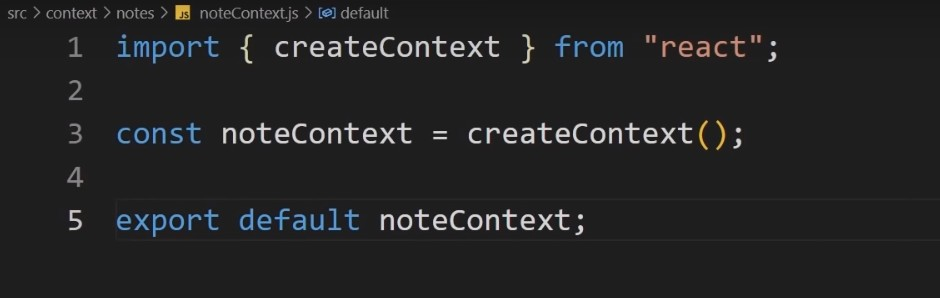 src > context > notes > JS noteContext.js > default
1 import { createContext } from "react";
2
3 const noteContext = createContext();
4
5 export default noteContext;